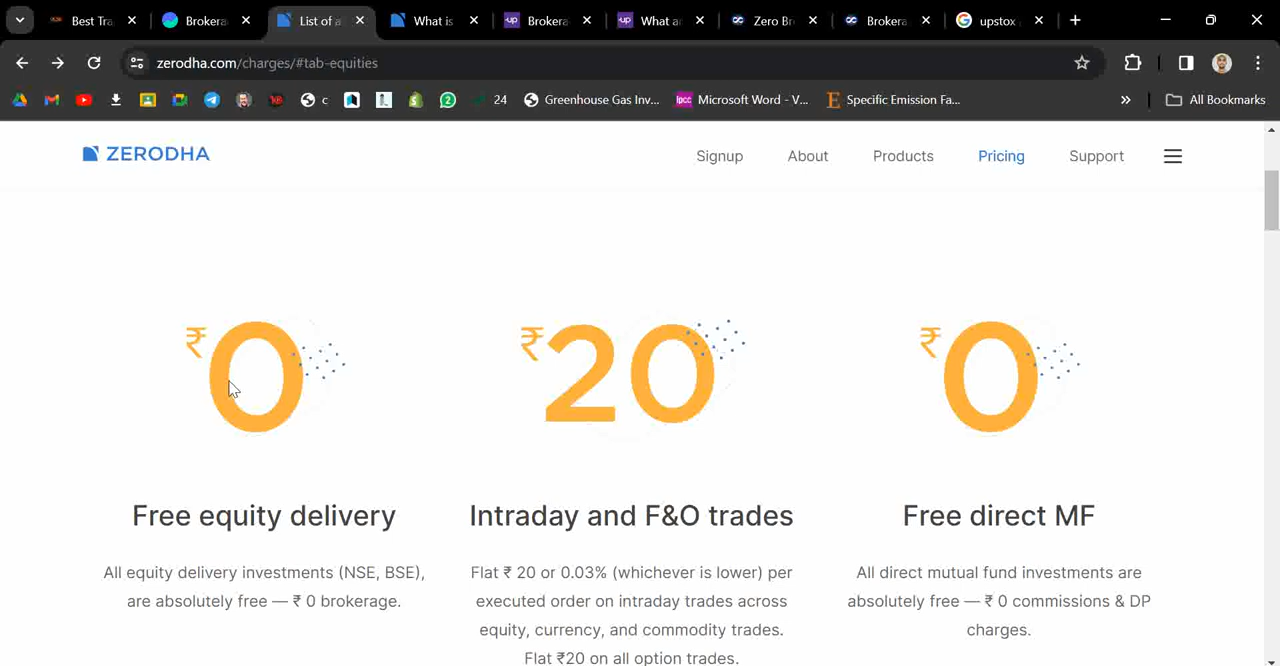 Best Tra
Brokera
List of a
What is
Brokera
What a
Zero Br
Brokera
upstox
zerodha.com/charges/#tab-equities
c
24
Greenhouse Gas Inv...
Microsoft Word - V...
Specific Emission Fa...
All Bookmarks
ZERODHA
Signup
About
Products
Pricing
Support
₹0
₹20
₹0
Free equity delivery
All equity delivery investments (NSE, BSE),
are absolutely free — ₹ 0 brokerage.
Intraday and F&O trades
Flat ₹ 20 or 0.03% (whichever is lower) per
executed order on intraday trades across
equity, currency, and commodity trades.
Flat ₹20 on all option trades.
Free direct MF
All direct mutual fund investments are
absolutely free — ₹ 0 commissions & DP
charges.